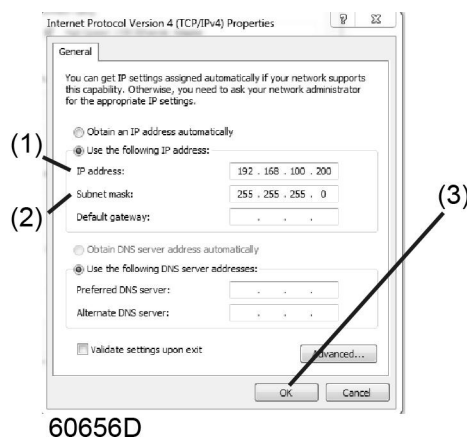 Internet Protocol Version 4 (TCP/IPv4) Properties
General
You can get IP settings assigned automatically if your network supports
this capability. Otherwise, you need to ask your network administrator
for the appropriate IP settings.
Obtain an IP address automatically
(1)
Use the following IP address:
IP address: 192 . 168 . 100 . 200
Subnet mask: 255 . 255 . 255 . 0
(2)
(3)
Default gateway: . . .
Obtain DNS server address automatically
Use the following DNS server addresses:
Preferred DNS server: . . .
Alternate DNS server: . . .
Validate settings upon exit
Advanced...
OK Cancel
60656D